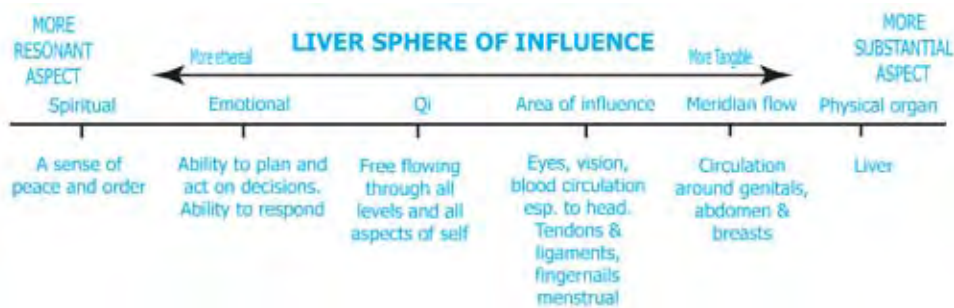 MORE
RESONANT
ASPECT
LIVER SPHERE OF INFLUENCE
MORE
SUBSTANTIAL
ASPECT
More ethereal
More Tangible
Spiritual
Emotional
Qi
Area of influence
Meridian flow
Physical organ
A sense of
peace and order
Ability to plan and
act on decisions.
Ability to respond
Free flowing
through all
levels and all
aspects of self
Eyes, vision,
blood circulation
esp. to head.
Tendons &
ligaments,
fingernails
menstrual
Circulation
around genitals,
abdomen &
breasts
Liver